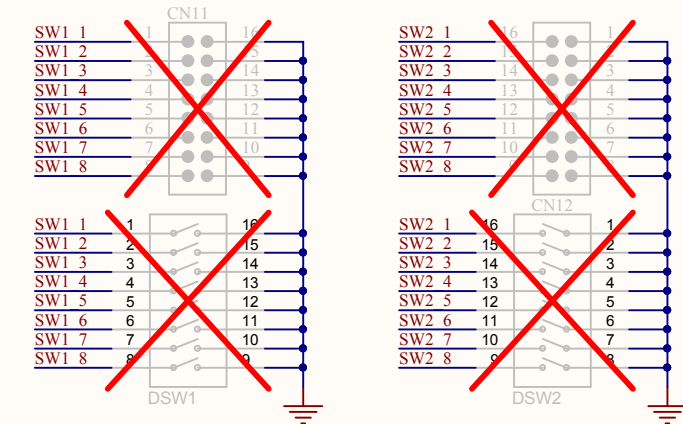 CN11
SW1 1 1 16 SW2 1 16 1
SW1 2 SW2 2
SW1 3 3 14 SW2 3 14 3
SW1 4 4 13 SW2 4 13 4
SW1 5 5 12 SW2 5 12 5
SW1 6 6 11 SW2 6 11 6
SW1 7 7 10 SW2 7 10 7
SW1 8 SW2 8
CN12
SW1 1 1 16 SW2 1 16 1
SW1 2 2 15 SW2 2 15 2
SW1 3 3 14 SW2 3 14 3
SW1 4 4 13 SW2 4 13 4
SW1 5 5 12 SW2 5 12 5
SW1 6 6 11 SW2 6 11 6
SW1 7 7 10 SW2 7 10 7
SW1 8 8 9 SW2 8 9 8
DSW1 DSW2